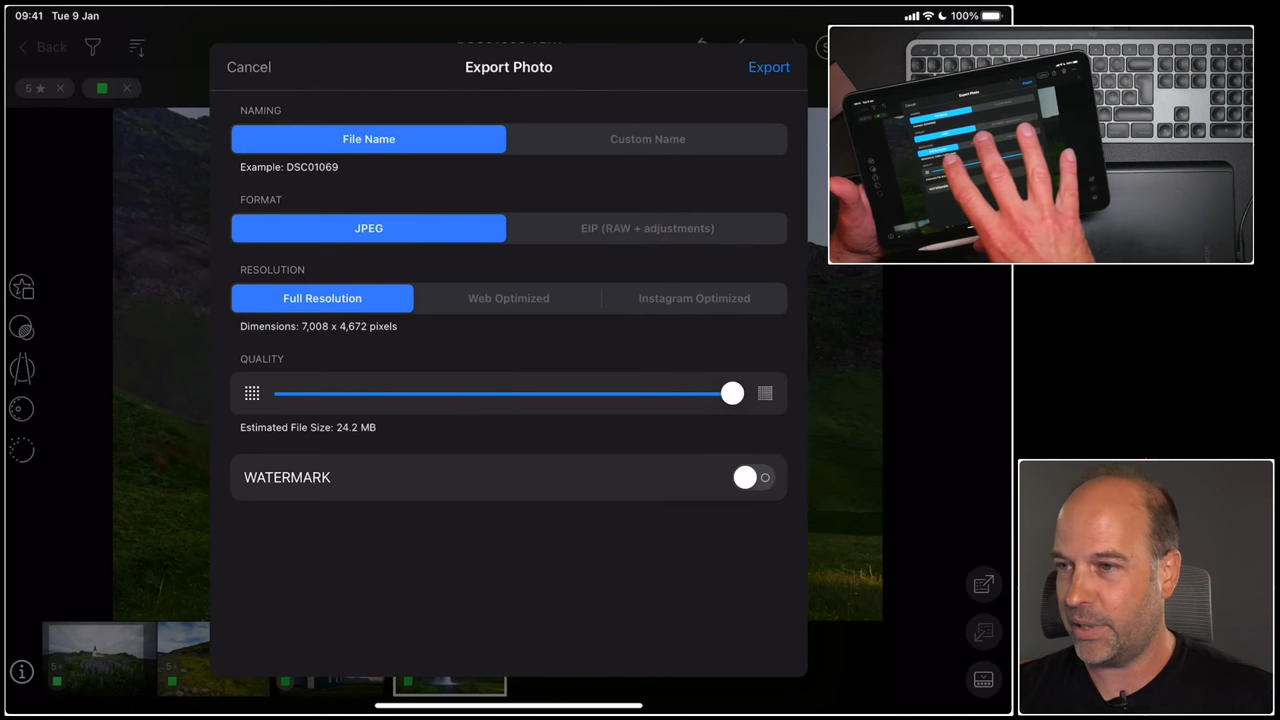 09:41 Tue 9 Jan
100%
Back
5 ★
Cancel
Export Photo
Export
NAMING
File Name
Custom Name
Example: DSC01069
FORMAT
JPEG
EIP (RAW + adjustments)
RESOLUTION
Full Resolution
Web Optimized
Instagram Optimized
Dimensions: 7,008 x 4,672 pixels
QUALITY
Estimated File Size: 24.2 MB
WATERMARK